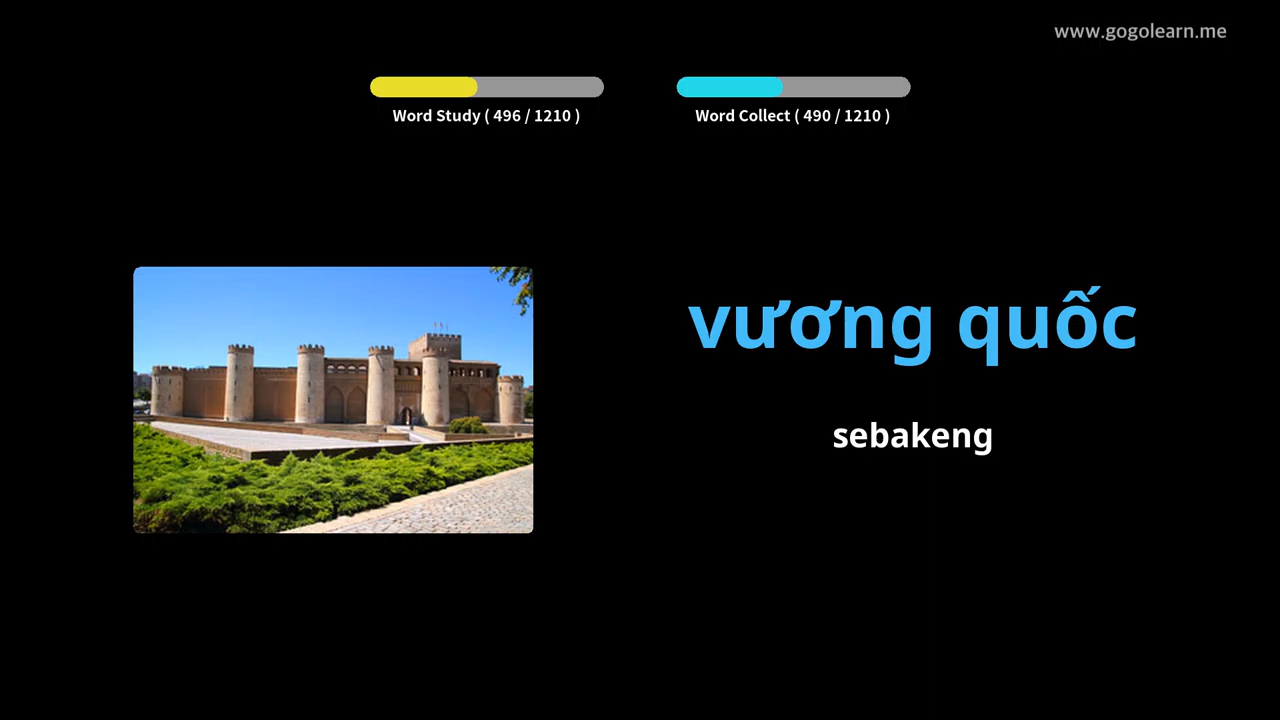 www.gogolearn.me
Word Study ( 496 / 1210 )
Word Collect ( 490 / 1210 )
vương quốc
sebakeng